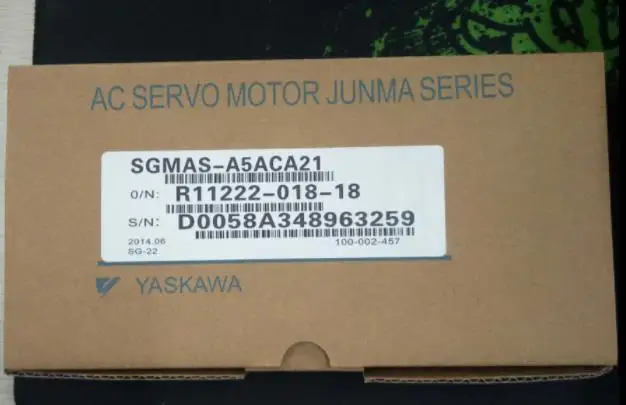 AC SERVO MOTOR JUNMA SERIES
SGMAS-A5ACA21
O/N: R11222-018-18
S/N: D0058A348963259
2014.06 100-002-457
SG-22
YASKAWA